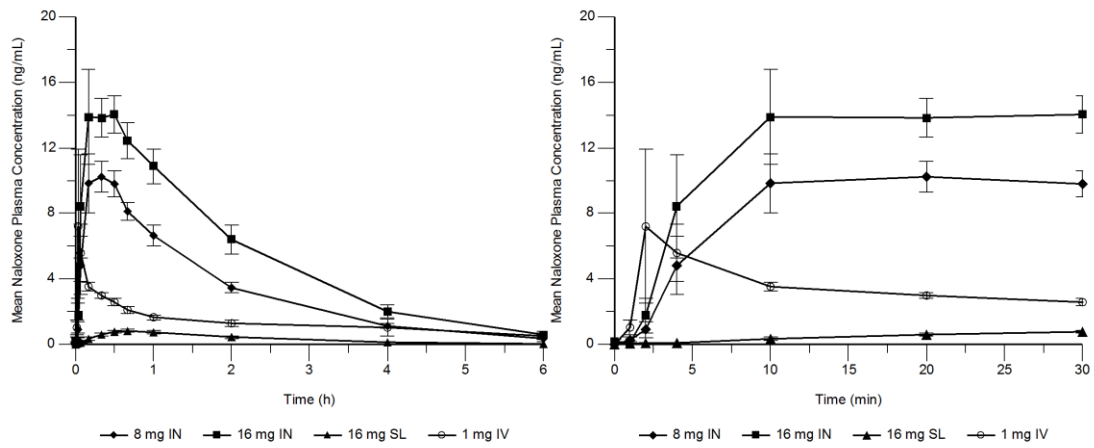 Mean Naloxone Plasma Concentration (ng/mL)
20
16
12
8
4
0
0 1 2 3 4 5 6
Time (h)
8 mg IN 16 mg IN 16 mg SL 1 mg IV
Mean Naloxone Plasma Concentration (ng/mL)
20
16
12
8
4
0
0 10 20 30
Time (min)
8 mg IN 16 mg IN 16 mg SL 1 mg IV